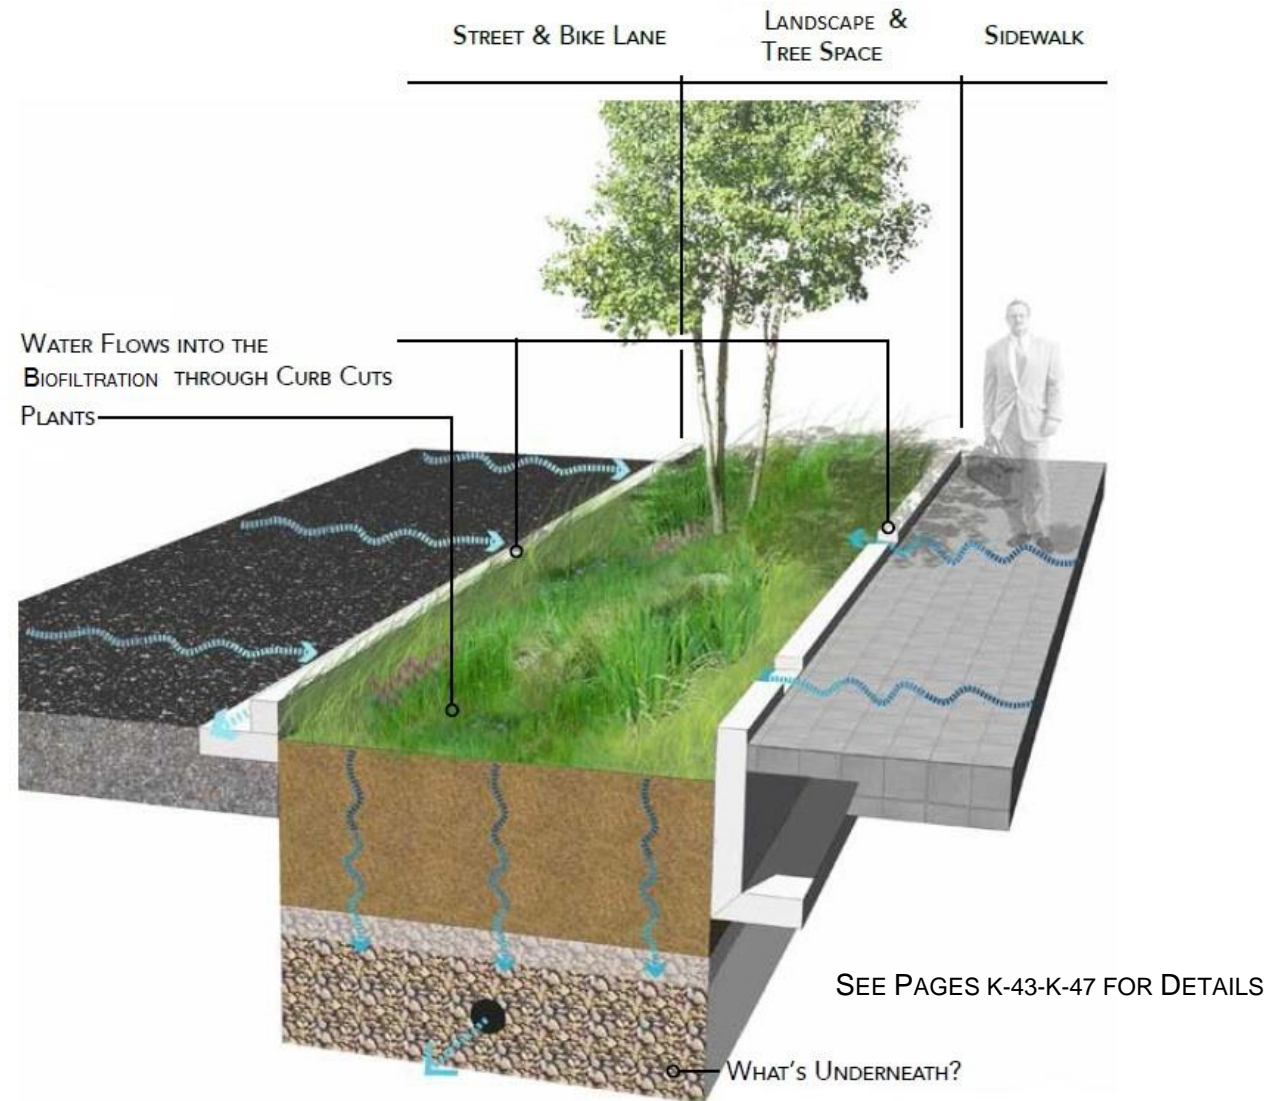 STREET & BIKE LANE
LANDSCAPE &
TREE SPACE
SIDEWALK
WATER FLOWS INTO THE
BIOFILTRATION THROUGH CURB CUTS
PLANTS
SEE PAGES K-43-K-47 FOR DETAILS
WHAT'S UNDERNEATH?